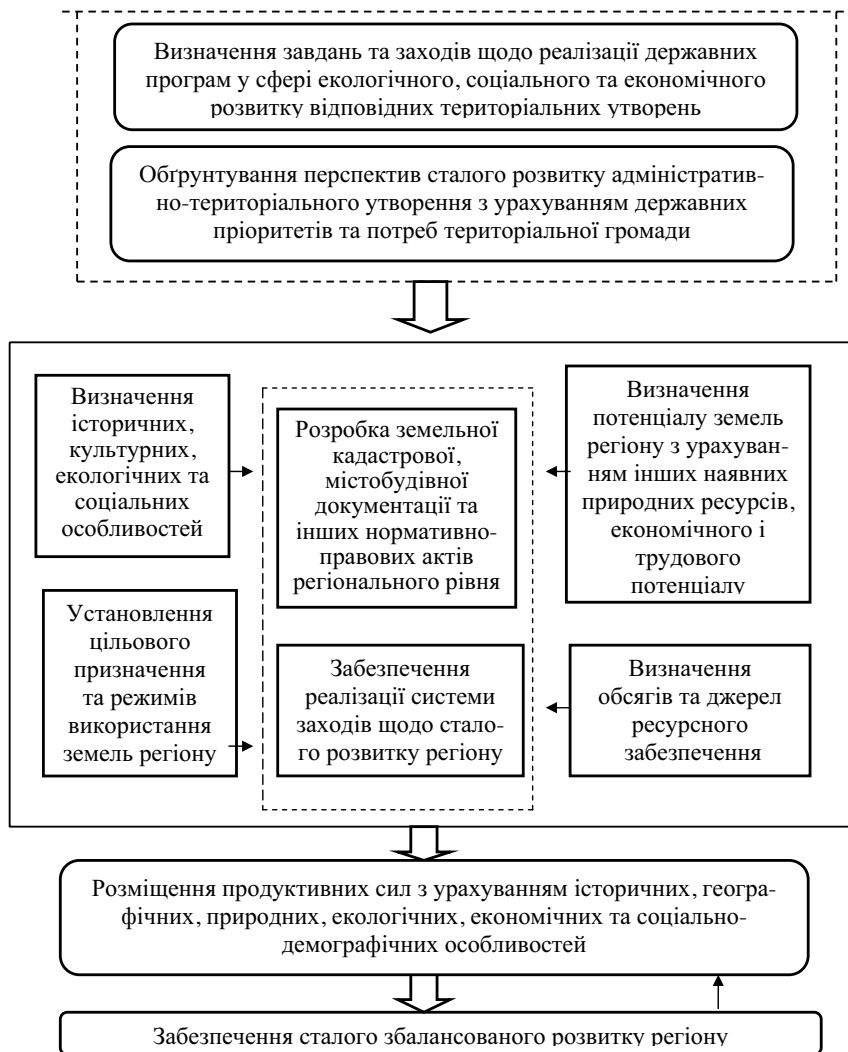 Визначення завдань та заходів щодо реалізації державних
програм у сфері екологічного, соціального та економічного
розвитку відповідних територіальних утворень
Обґрунтування перспектив сталого розвитку адміністратив-
но-територіального утворення з урахуванням державних
пріоритетів та потреб територіальної громади
Визначення
історичних,
культурних,
екологічних та
соціальних
особливостей
Розробка земельної
кадастрової,
містобудівної
документації та
інших нормативно-
правових актів
регіонального рівня
Визначення
потенціалу земель
регіону з урахуван-
ням інших наявних
природних ресурсів,
економічного і
трудового
потенціалу
Установлення
цільового
призначення
та режимів
використання
земель регіону
Забезпечення
реалізації системи
заходів щодо стало-
го розвитку регіону
Визначення
обсягів та джерел
ресурсного
забезпечення
Розміщення продуктивних сил з урахуванням історичних, геогра-
фічних, природних, екологічних, економічних та соціально-
демографічних особливостей
Забезпечення сталого збалансованого розвитку регіону